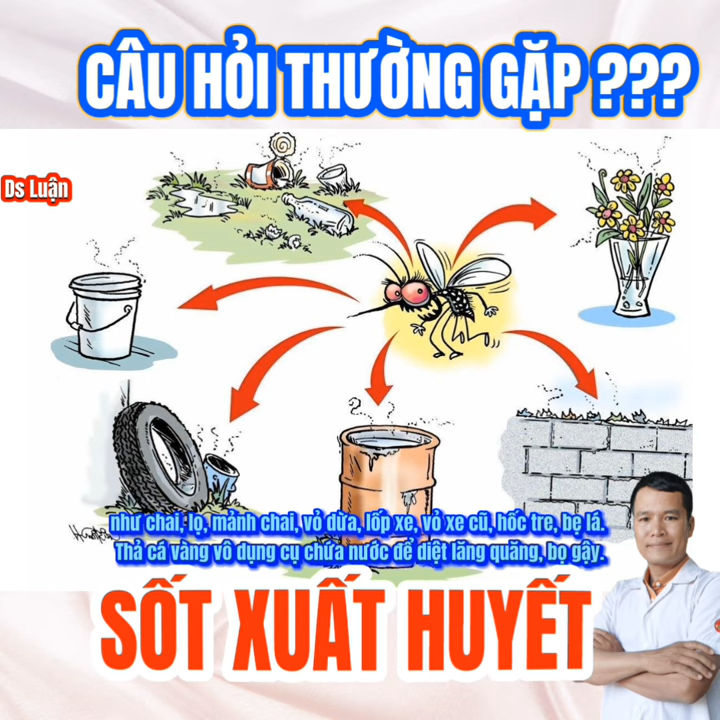 CÂU HỎI THƯỜNG GẶP ???
Ds Luận
như chai, lọ, mảnh chai, vỏ dừa, lốp xe, vỏ xe cũ, hốc tre, bẹ lá.
Thả cá vàng vô dụng cụ chứa nước để diệt lăng quăng, bọ gậy.
SỐT XUẤT HUYẾT